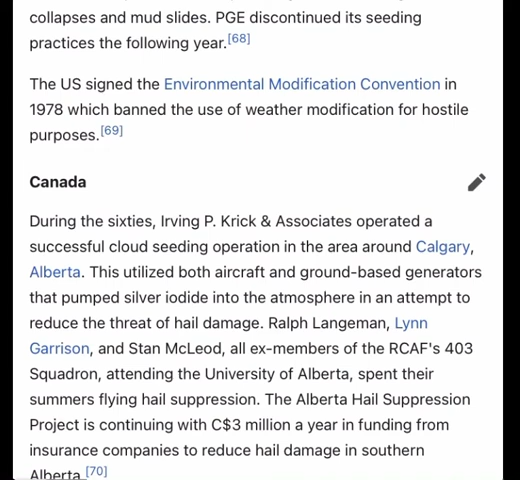 collapses and mud slides. PGE discontinued its seeding
practices the following year.[68]
The US signed the Environmental Modification Convention in
1978 which banned the use of weather modification for hostile
purposes.[69]
Canada
During the sixties, Irving P. Krick & Associates operated a
successful cloud seeding operation in the area around Calgary,
Alberta. This utilized both aircraft and ground-based generators
that pumped silver iodide into the atmosphere in an attempt to
reduce the threat of hail damage. Ralph Langeman, Lynn
Garrison, and Stan McLeod, all ex-members of the RCAF's 403
Squadron, attending the University of Alberta, spent their
summers flying hail suppression. The Alberta Hail Suppression
Project is continuing with C$3 million a year in funding from
insurance companies to reduce hail damage in southern
Alberta.[70]